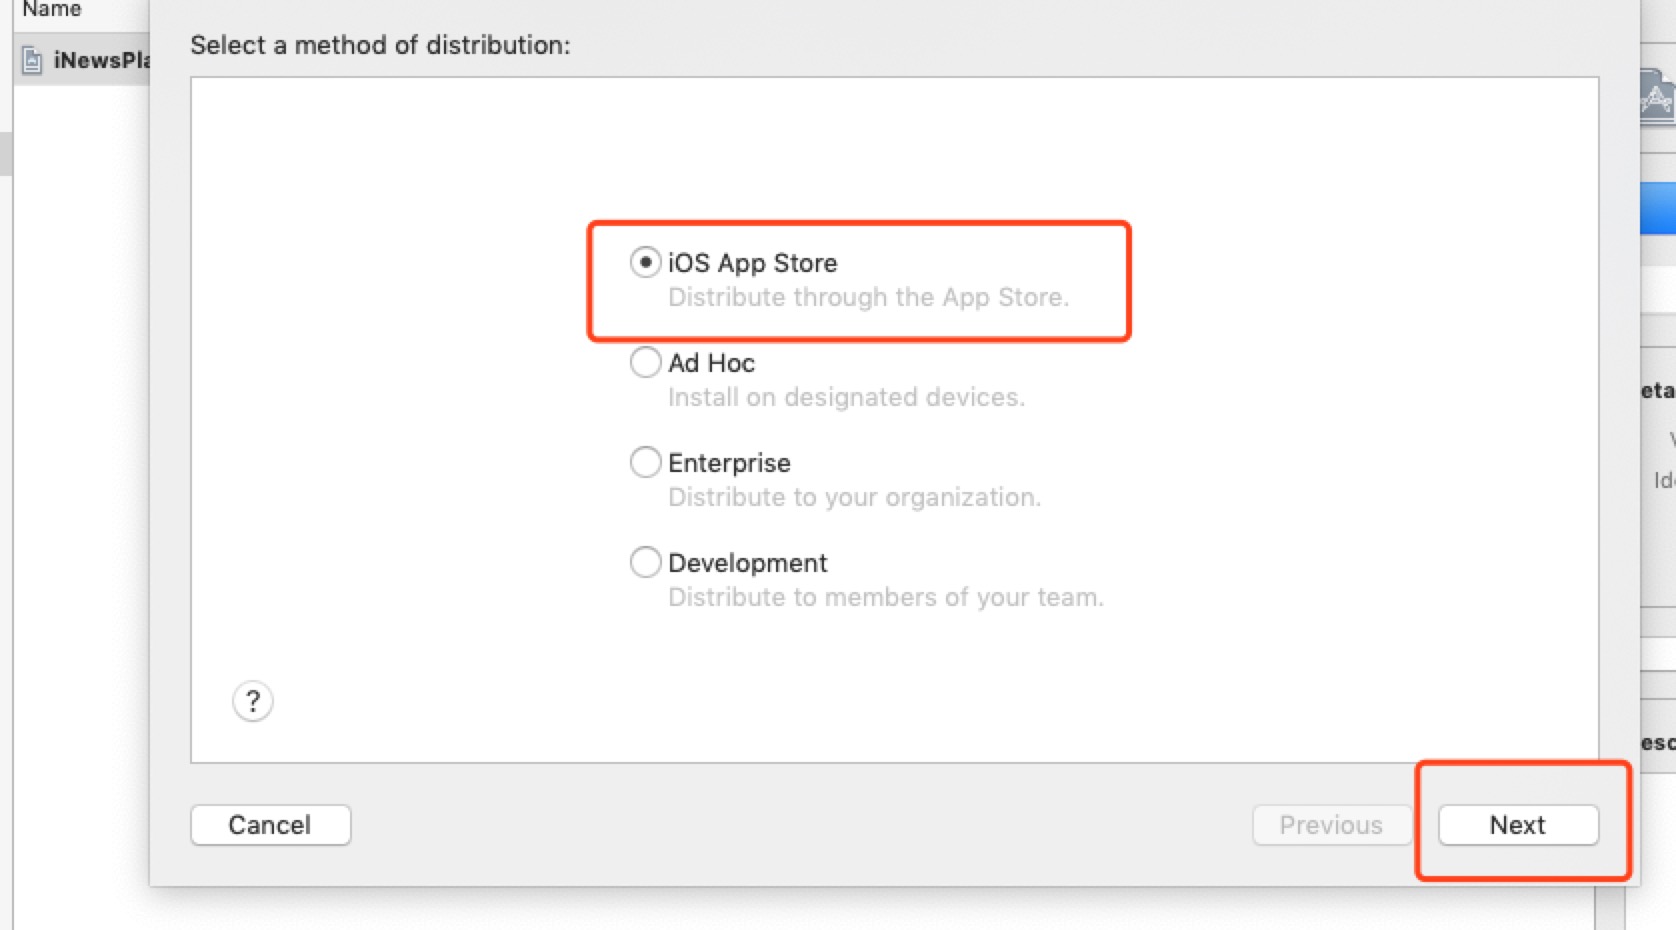 Name
iNewsPla
Select a method of distribution:
iOS App Store
Distribute through the App Store.
Ad Hoc
Install on designated devices.
Enterprise
Distribute to your organization.
Development
Distribute to members of your team.
?
Cancel
Previous
Next
eta
Ide
esc